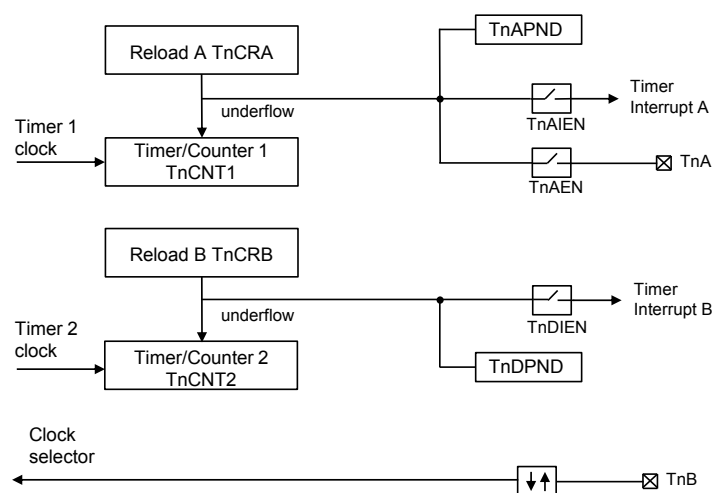 TnAPND
Reload A TnCRA
Timer
Interrupt A
underflow
TnAIEN
Timer 1
clock
Timer/Counter 1
TnCNT1
TnA
TnAEN
Reload B TnCRB
Timer
Interrupt B
underflow
TnDIEN
Timer 2
clock
Timer/Counter 2
TnCNT2
TnDPND
Clock
selector
TnB